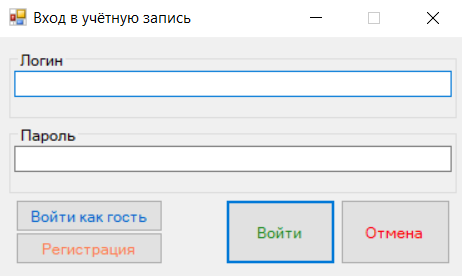 Вход в учётную запись
Логин
Пароль
Войти как гость
Регистрация
Войти
Отмена